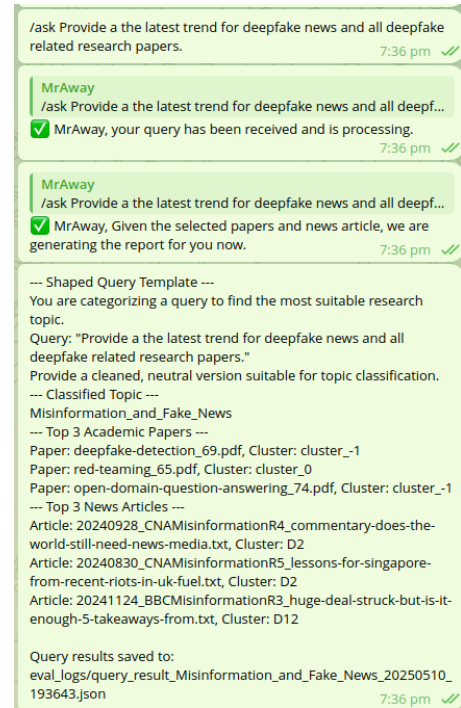 /ask Provide a the latest trend for deepfake news and all deepfake
related research papers.
7:36 pm
MrAway
/ask Provide a the latest trend for deepfake news and all deepf...
✅ MrAway, your query has been received and is processing.
7:36 pm
MrAway
/ask Provide a the latest trend for deepfake news and all deepf...
✅ MrAway, Given the selected papers and news article, we are
generating the report for you now.
7:36 pm
--- Shaped Query Template ---
You are categorizing a query to find the most suitable research
topic.
Query: "Provide a the latest trend for deepfake news and all
deepfake related research papers."
Provide a cleaned, neutral version suitable for topic classification.
--- Classified Topic ---
Misinformation_and_Fake_News
--- Top 3 Academic Papers ---
Paper: deepfake-detection_69.pdf, Cluster: cluster_-1
Paper: red-teaming_65.pdf, Cluster: cluster_0
Paper: open-domain-question-answering_74.pdf, Cluster: cluster_-1
--- Top 3 News Articles ---
Article: 20240928_CNAMisinformationR4_commentary-does-the-
world-still-need-news-media.txt, Cluster: D2
Article: 20240830_CNAMisinformationR5_lessons-for-singapore-
from-recent-riots-in-uk-fuel.txt, Cluster: D2
Article: 20241124_BBCMisinformationR3_huge-deal-struck-but-is-it-
enough-5-takeaways-from.txt, Cluster: D12
Query results saved to:
eval_logs/query_result_Misinformation_and_Fake_News_20250510_
193643.json
7:36 pm